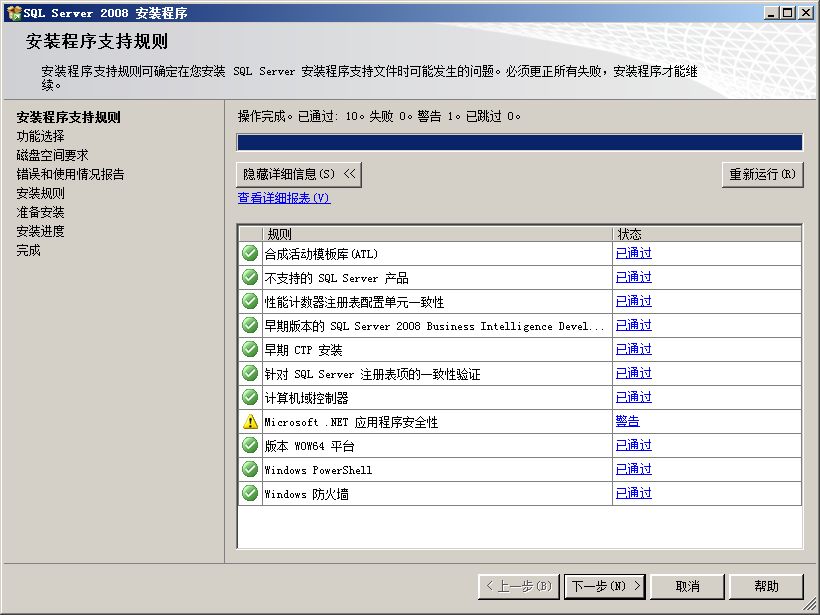 SQL Server 2008 安装程序
安装程序支持规则
安装程序支持规则可确定在您安装 SQL Server 安装程序支持文件时可能发生的问题。必须更正所有失败，安装程序才能继
续。
安装程序支持规则
功能选择
磁盘空间要求
错误和使用情况报告
安装规则
准备安装
安装进度
完成
操作完成。已通过: 10。失败 0。警告 1。已跳过 0。
隐藏详细信息(S) <<
重新运行(R)
查看详细报表(V)
规则 状态
合成活动模板库(ATL) 已通过
不支持的 SQL Server 产品 已通过
性能计数器注册表配置单元一致性 已通过
早期版本的 SQL Server 2008 Business Intelligence Devel... 已通过
早期 CTP 安装 已通过
针对 SQL Server 注册表项的一致性验证 已通过
计算机域控制器 已通过
Microsoft .NET 应用程序安全性 警告
版本 WOW64 平台 已通过
Windows PowerShell 已通过
Windows 防火墙 已通过
< 上一步(B) 下一步(N) > 取消 帮助